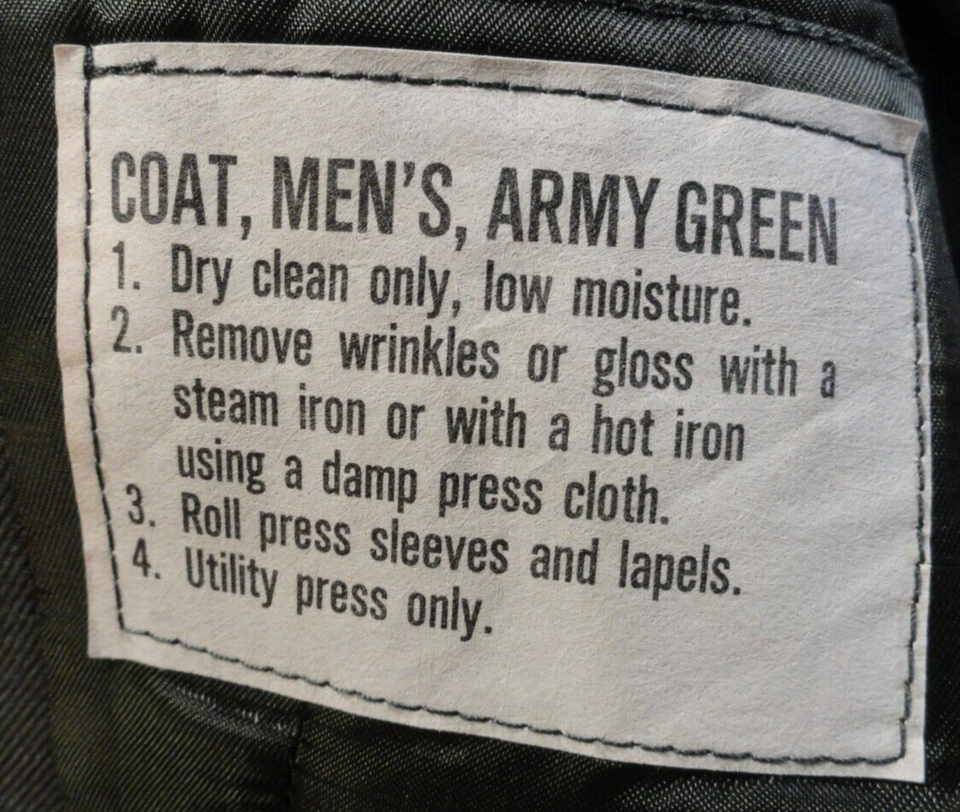 COAT, MEN'S, ARMY GREEN
1. Dry clean only, low moisture.
2. Remove wrinkles or gloss with a
steam iron or with a hot iron
using a damp press cloth.
3. Roll press sleeves and lapels.
4. Utility press only.